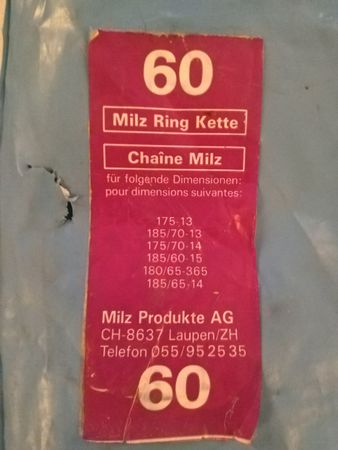 60
Milz Ring Kette
Chaîne Milz
für folgende Dimensionen:
pour dimensions suivantes:
175-13
185/70-13
175/70-14
185/60-15
180/65-365
185/65-14
Milz Produkte AG
CH-8637 Laupen/ZH
Telefon 055/95 25 35
60